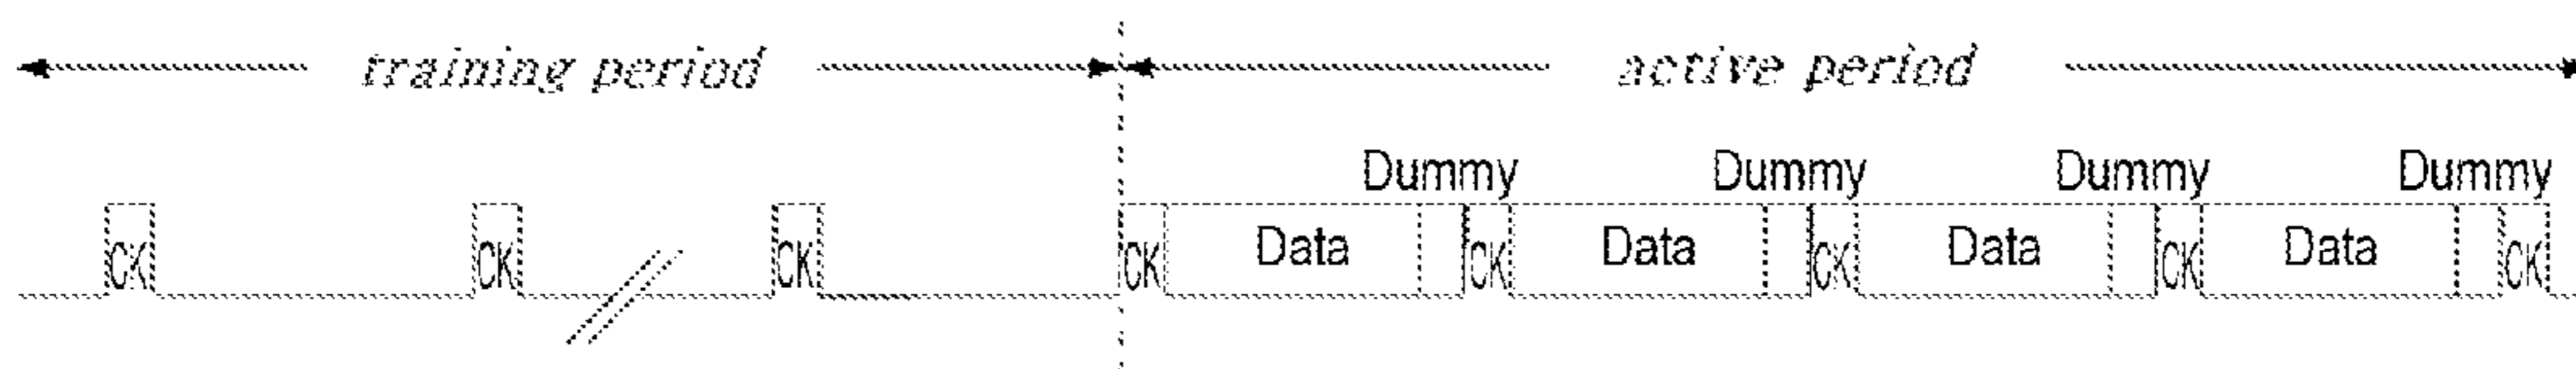 training period active period
Dummy Dummy Dummy Dummy
CK CK CK CK Data CK Data CK Data CK Data CK